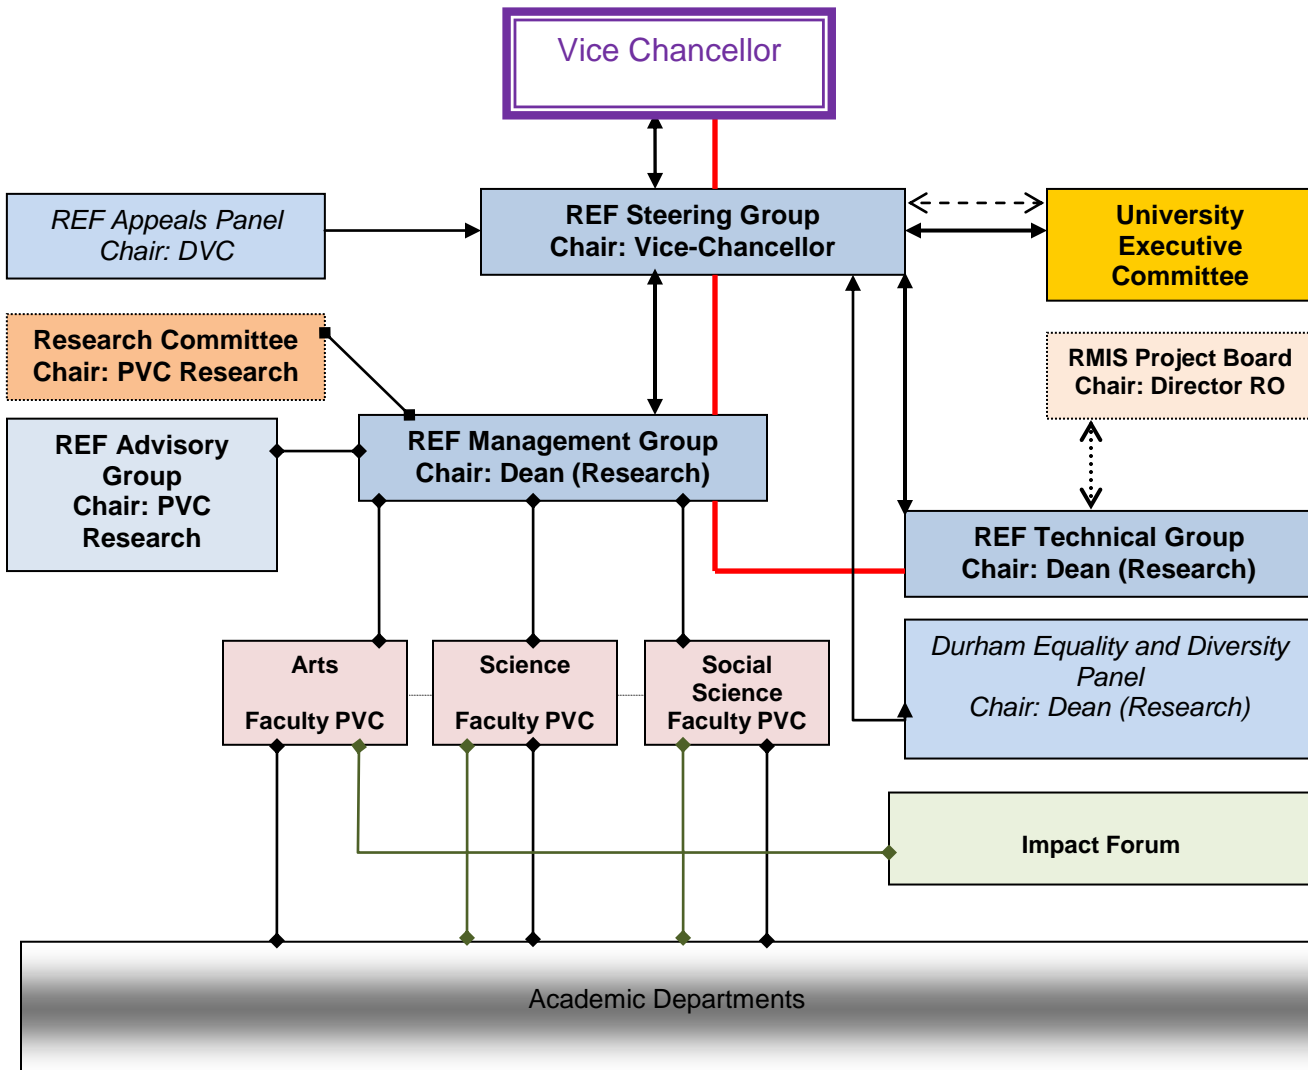 Vice Chancellor
REF Appeals Panel
Chair: DVC
REF Steering Group
Chair: Vice-Chancellor
University
Executive
Committee
Research Committee
Chair: PVC Research
RMIS Project Board
Chair: Director RO
REF Advisory
Group
Chair: PVC
Research
REF Management Group
Chair: Dean (Research)
REF Technical Group
Chair: Dean (Research)
Arts
Faculty PVC
Science
Faculty PVC
Social
Science
Faculty PVC
Durham Equality and Diversity
Panel
Chair: Dean (Research)
Impact Forum
Academic Departments